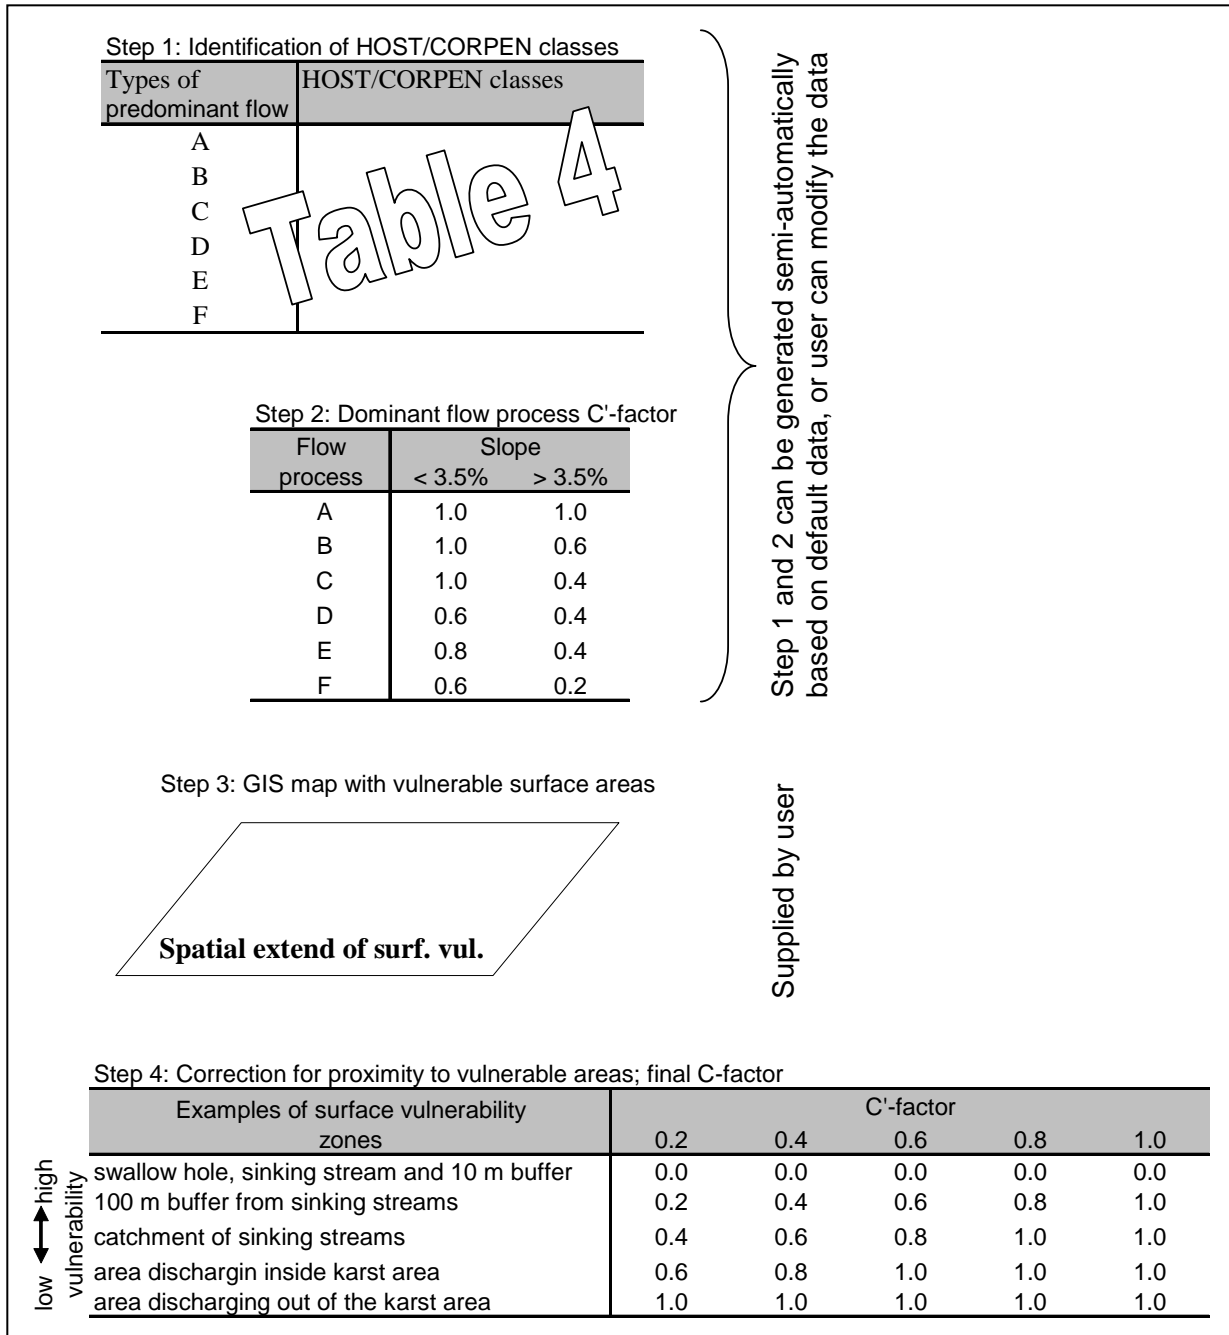 Step 1: Identification of HOST/CORPEN classes
Types of predominant flow HOST/CORPEN classes
A
B
C
D
E
F
Table 4
Step 2: Dominant flow process C'-factor
Flow process Slope
< 3.5% > 3.5%
A 1.0 1.0
B 1.0 0.6
C 1.0 0.4
D 0.6 0.4
E 0.8 0.4
F 0.6 0.2
Step 1 and 2 can be generated semi-automatically
based on default data, or user can modify the data
Step 3: GIS map with vulnerable surface areas
Spatial extend of surf. vul.
Supplied by user
Step 4: Correction for proximity to vulnerable areas; final C-factor
Examples of surface vulnerability zones C'-factor
0.2 0.4 0.6 0.8 1.0
swallow hole, sinking stream and 10 m buffer 0.0 0.0 0.0 0.0 0.0
100 m buffer from sinking streams 0.2 0.4 0.6 0.8 1.0
catchment of sinking streams 0.4 0.6 0.8 1.0 1.0
area dischargin inside karst area 0.6 0.8 1.0 1.0 1.0
area discharging out of the karst area 1.0 1.0 1.0 1.0 1.0
low high
vulnerability